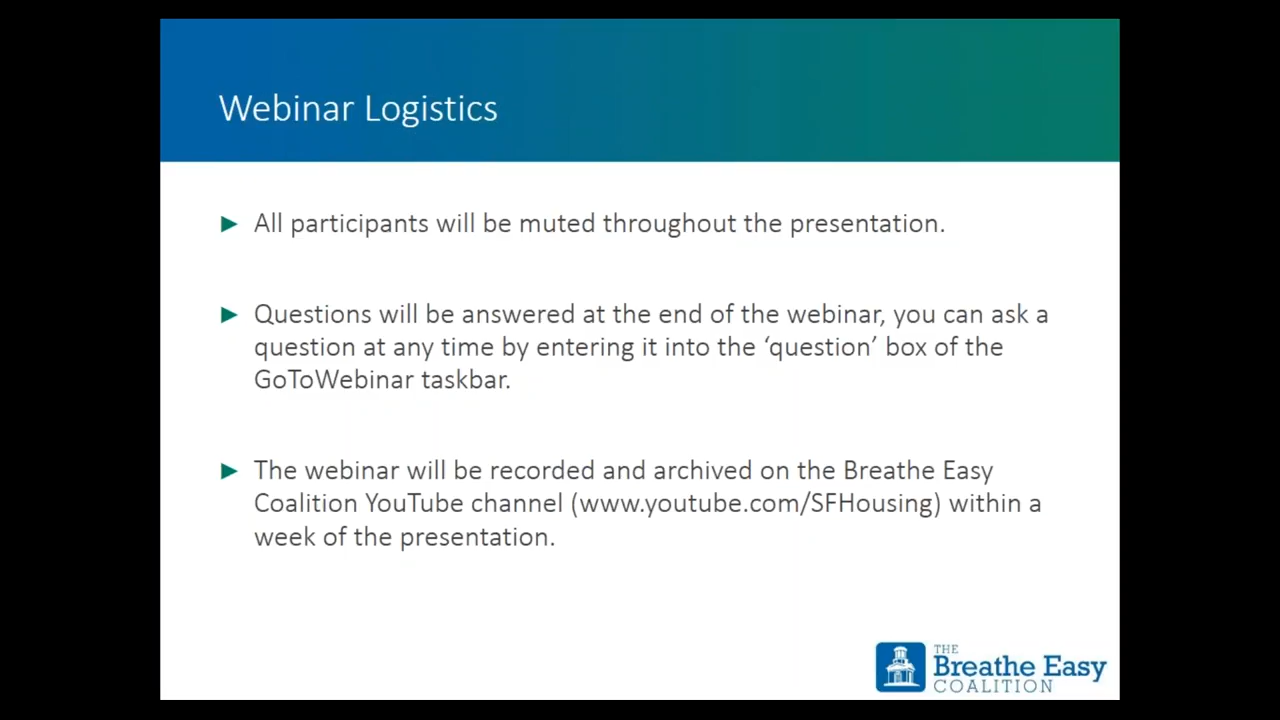 Webinar Logistics
All participants will be muted throughout the presentation.
Questions will be answered at the end of the webinar, you can ask a
question at any time by entering it into the ‘question’ box of the
GoToWebinar taskbar.
The webinar will be recorded and archived on the Breathe Easy
Coalition YouTube channel (www.youtube.com/SFHousing) within a
week of the presentation.
THE
Breathe Easy
COALITION